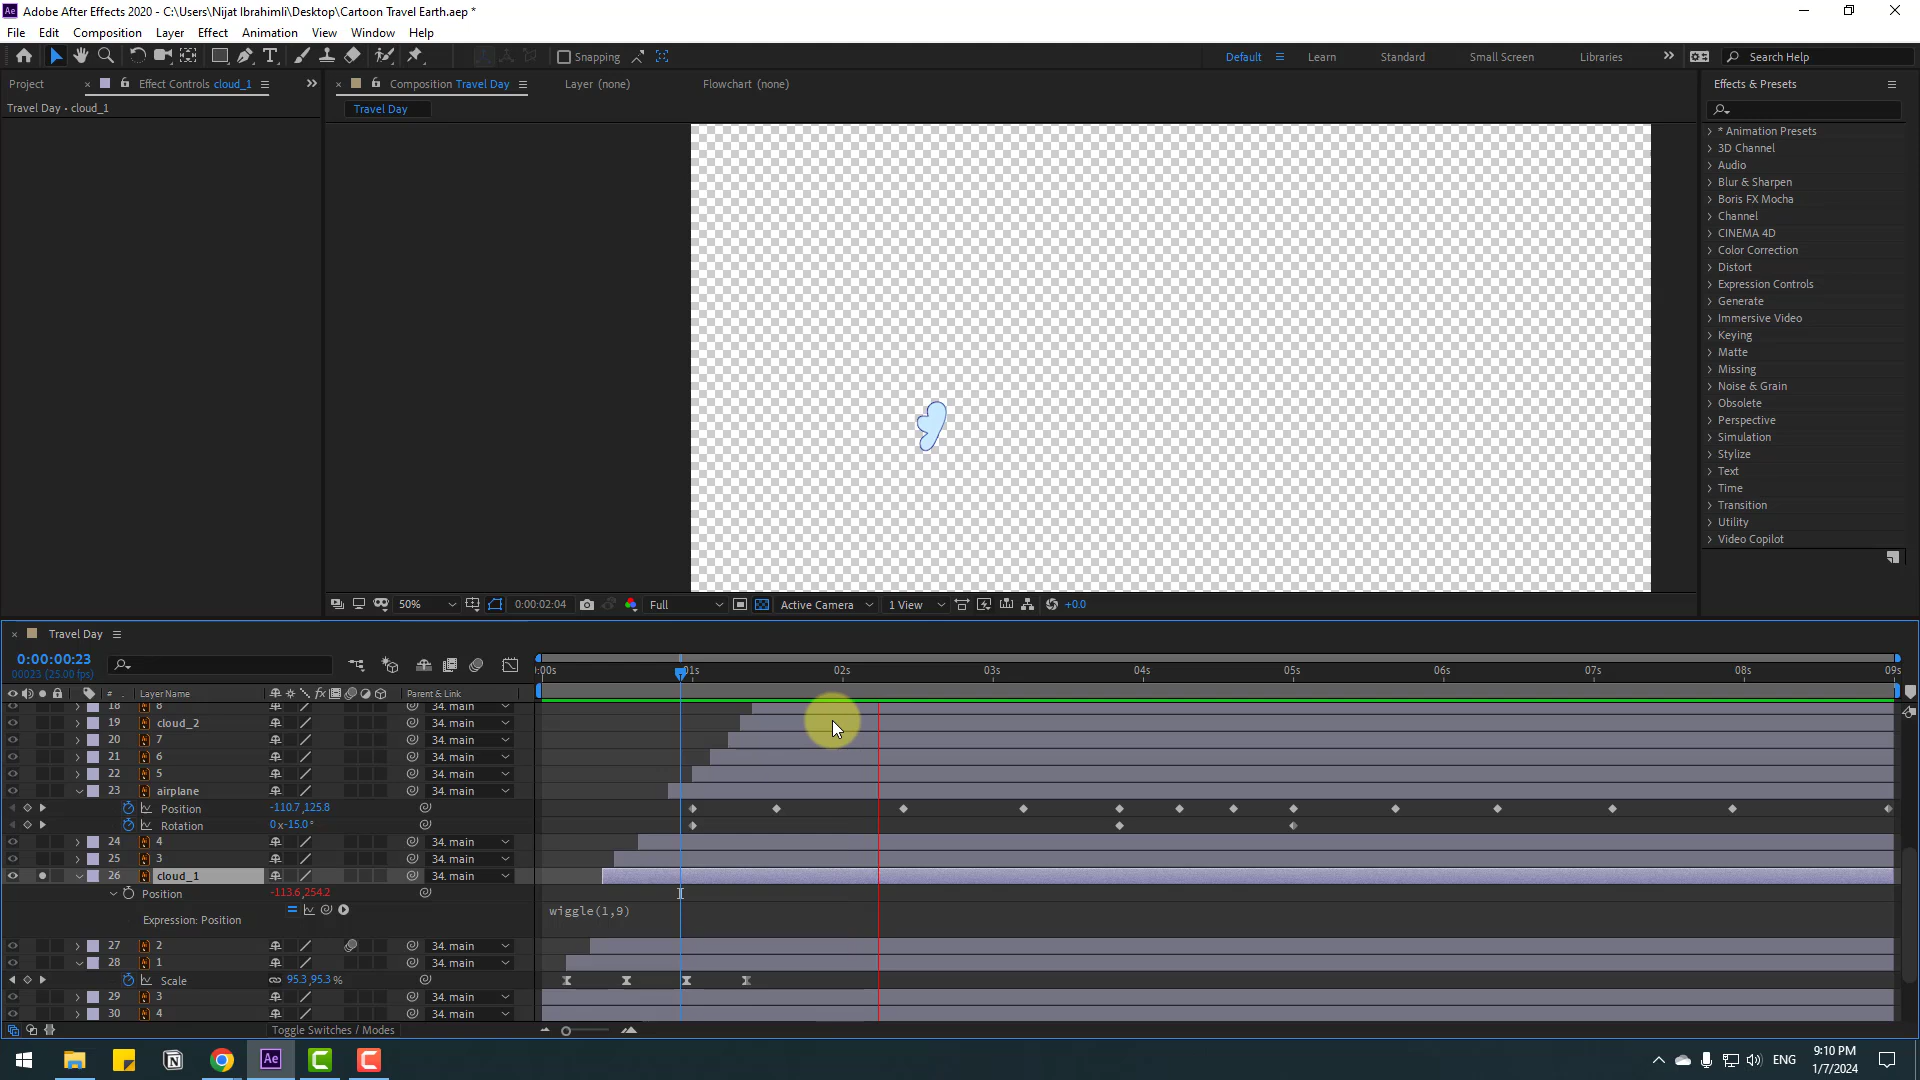 Adobe After Effects 2020 - C:\Users\Nijat Ibrahimli\Desktop\Cartoon Travel Earth.aep *
File Edit Composition Layer Effect Animation View Window Help
Snapping
Default Learn Standard Small Screen Libraries Search Help
Project Effect Controls cloud_1 Composition Travel Day Layer (none) Flowchart (none) Effects & Presets
Travel Day • cloud_1
Travel Day
* Animation Presets
3D Channel
Audio
Blur & Sharpen
Boris FX Mocha
Channel
CINEMA 4D
Color Correction
Distort
Expression Controls
Generate
Immersive Video
Keying
Matte
Missing
Noise & Grain
Obsolete
Perspective
Simulation
Stylize
Text
Time
Transition
Utility
Video Copilot
50% 0:00:02:04 Full Active Camera 1 View +0.0
Travel Day
0:00:00:23
00023 (25.00 fps)
:00s 01s 02s 03s 04s 05s 06s 07s 08s 09s
# Layer Name fx Parent & Link
18 8 34. main
19 cloud_2 34. main
20 7 34. main
21 6 34. main
22 5 34. main
23 airplane 34. main
Position -110.7,125.8
Rotation 0x-15.0°
24 4 34. main
25 3 34. main
26 cloud_1 34. main
Position -113.6,254.2
Expression: Position wiggle(1,9)
27 2 34. main
28 1 34. main
Scale 95.3,95.3%
29 3 34. main
30 4 34. main
Toggle Switches / Modes
Ae
ENG
9:10 PM
1/7/2024